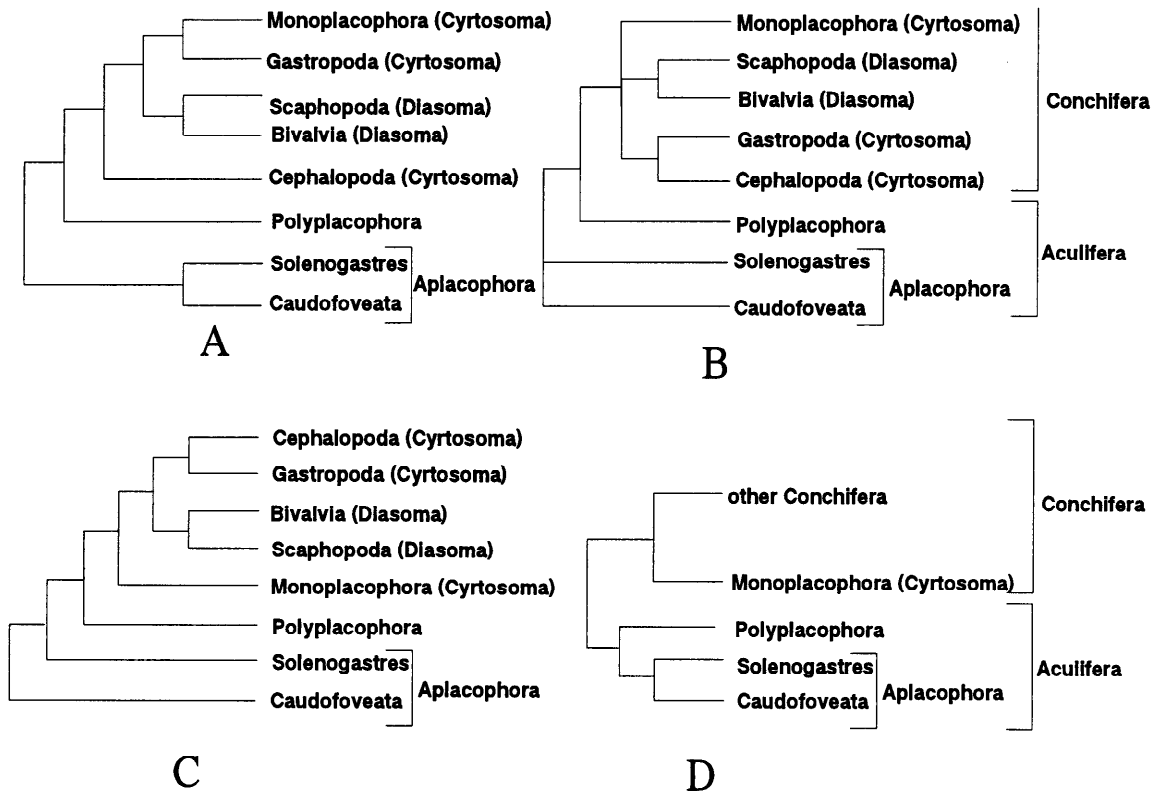 Monoplacophora (Cyrtosoma)
Gastropoda (Cyrtosoma)
Scaphopoda (Diasoma)
Bivalvia (Diasoma)
Cephalopoda (Cyrtosoma)
Polyplacophora
Solenogastres
Aplacophora
Caudofoveata
A
Monoplacophora (Cyrtosoma)
Scaphopoda (Diasoma)
Bivalvia (Diasoma)
Conchifera
Gastropoda (Cyrtosoma)
Cephalopoda (Cyrtosoma)
Polyplacophora
Aculifera
Solenogastres
Aplacophora
Caudofoveata
B
Cephalopoda (Cyrtosoma)
Gastropoda (Cyrtosoma)
Bivalvia (Diasoma)
Scaphopoda (Diasoma)
Monoplacophora (Cyrtosoma)
Polyplacophora
Solenogastres
Aplacophora
Caudofoveata
C
other Conchifera
Conchifera
Monoplacophora (Cyrtosoma)
Polyplacophora
Solenogastres
Aculifera
Aplacophora
Caudofoveata
D